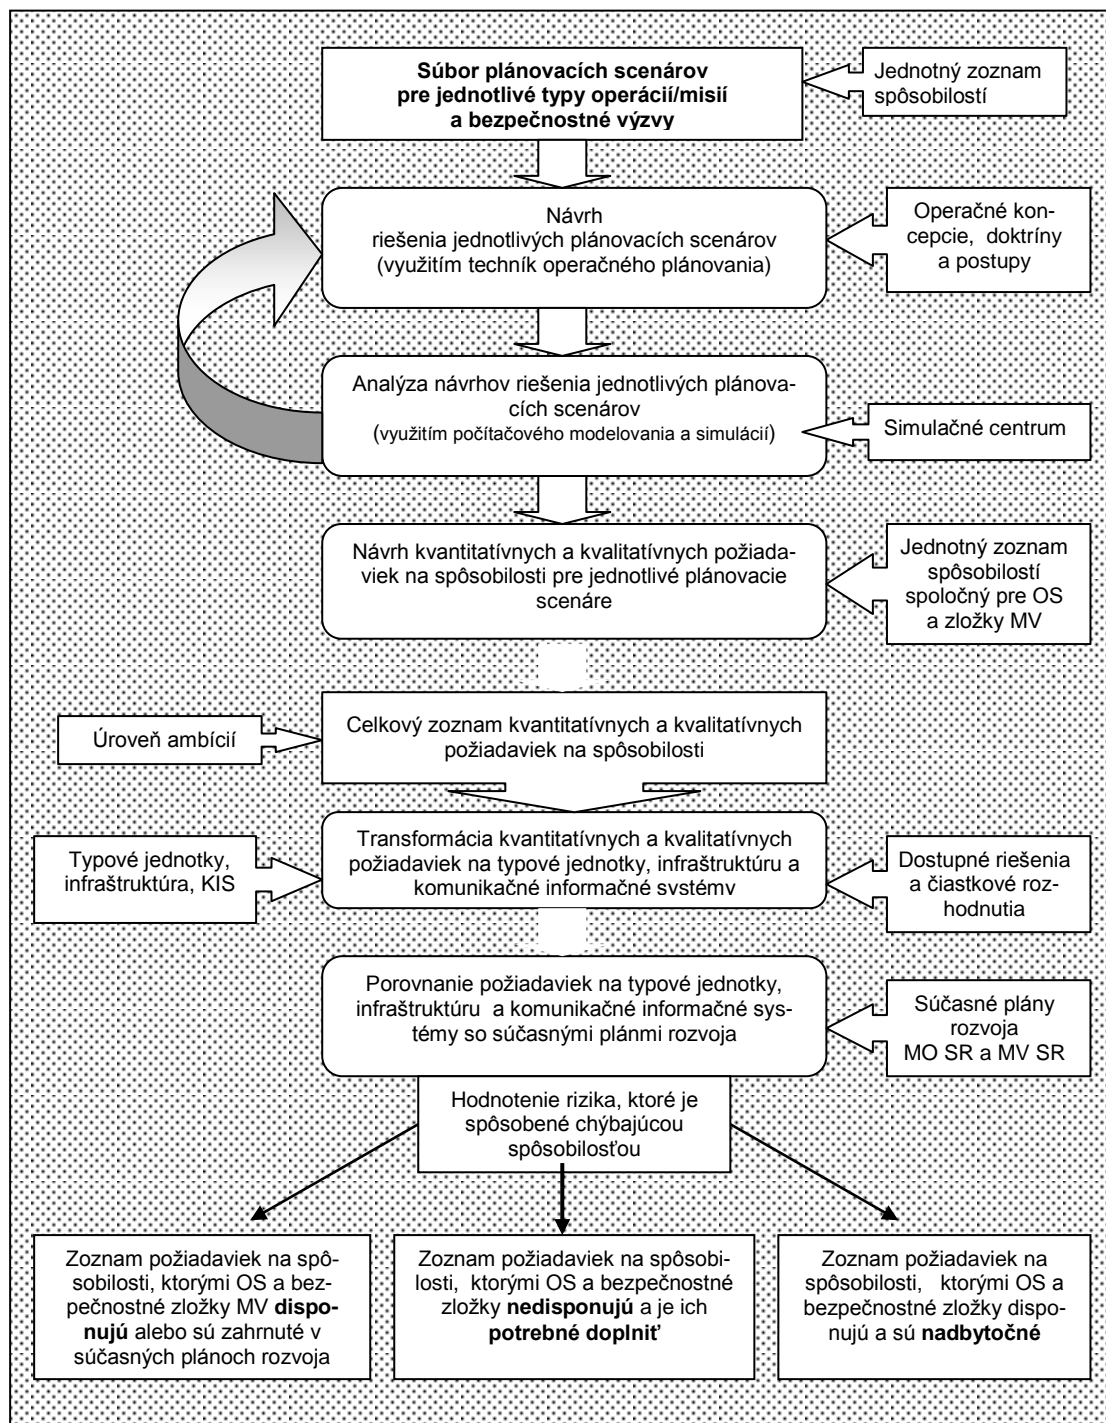 Súbor plánovacích scenárov
pre jednotlivé typy operácií/misií
a bezpečnostné výzvy
Jednotný zoznam
spôsobilostí
Návrh
riešenia jednotlivých plánovacích scenárov
(využitím techník operačného plánovania)
Operačné kon-
cepcie, doktríny
a postupy
Analýza návrhov riešenia jednotlivých plánova-
cích scenárov
(využitím počítačového modelovania a simulácií)
Simulačné centrum
Návrh kvantitatívnych a kvalitatívnych požiada-
viek na spôsobilosti pre jednotlivé plánovacie
scenáre
Jednotný zoznam
spôsobilostí
spoločný pre OS
a zložky MV
Úroveň ambícií
Celkový zoznam kvantitatívnych a kvalitatívnych
požiadaviek na spôsobilosti
Typové jednotky,
infraštruktúra, KIS
Transformácia kvantitatívnych a kvalitatívnych
požiadaviek na typové jednotky, infraštruktúru a
komunikačné informačné systémy
Dostupné riešenia
a čiastkové roz-
hodnutia
Porovnanie požiadaviek na typové jednotky,
infraštruktúru a komunikačné informačné sys-
témy so súčasnými plánmi rozvoja
Súčasné plány
rozvoja
MO SR a MV SR
Hodnotenie rizika, ktoré je
spôsobené chýbajúcou
spôsobilosťou
Zoznam požiadaviek na spô-
sobilosti, ktorými OS a bez-
pečnostné zložky MV dispo-
nujú alebo sú zahrnuté v
súčasných plánoch rozvoja
Zoznam požiadaviek na spôsobi-
losti, ktorými OS a bezpečnostné
zložky nedisponujú a je ich
potrebné doplniť
Zoznam požiadaviek na
spôsobilosti, ktorými OS a
bezpečnostné zložky dispo-
nujú a sú nadbytočné